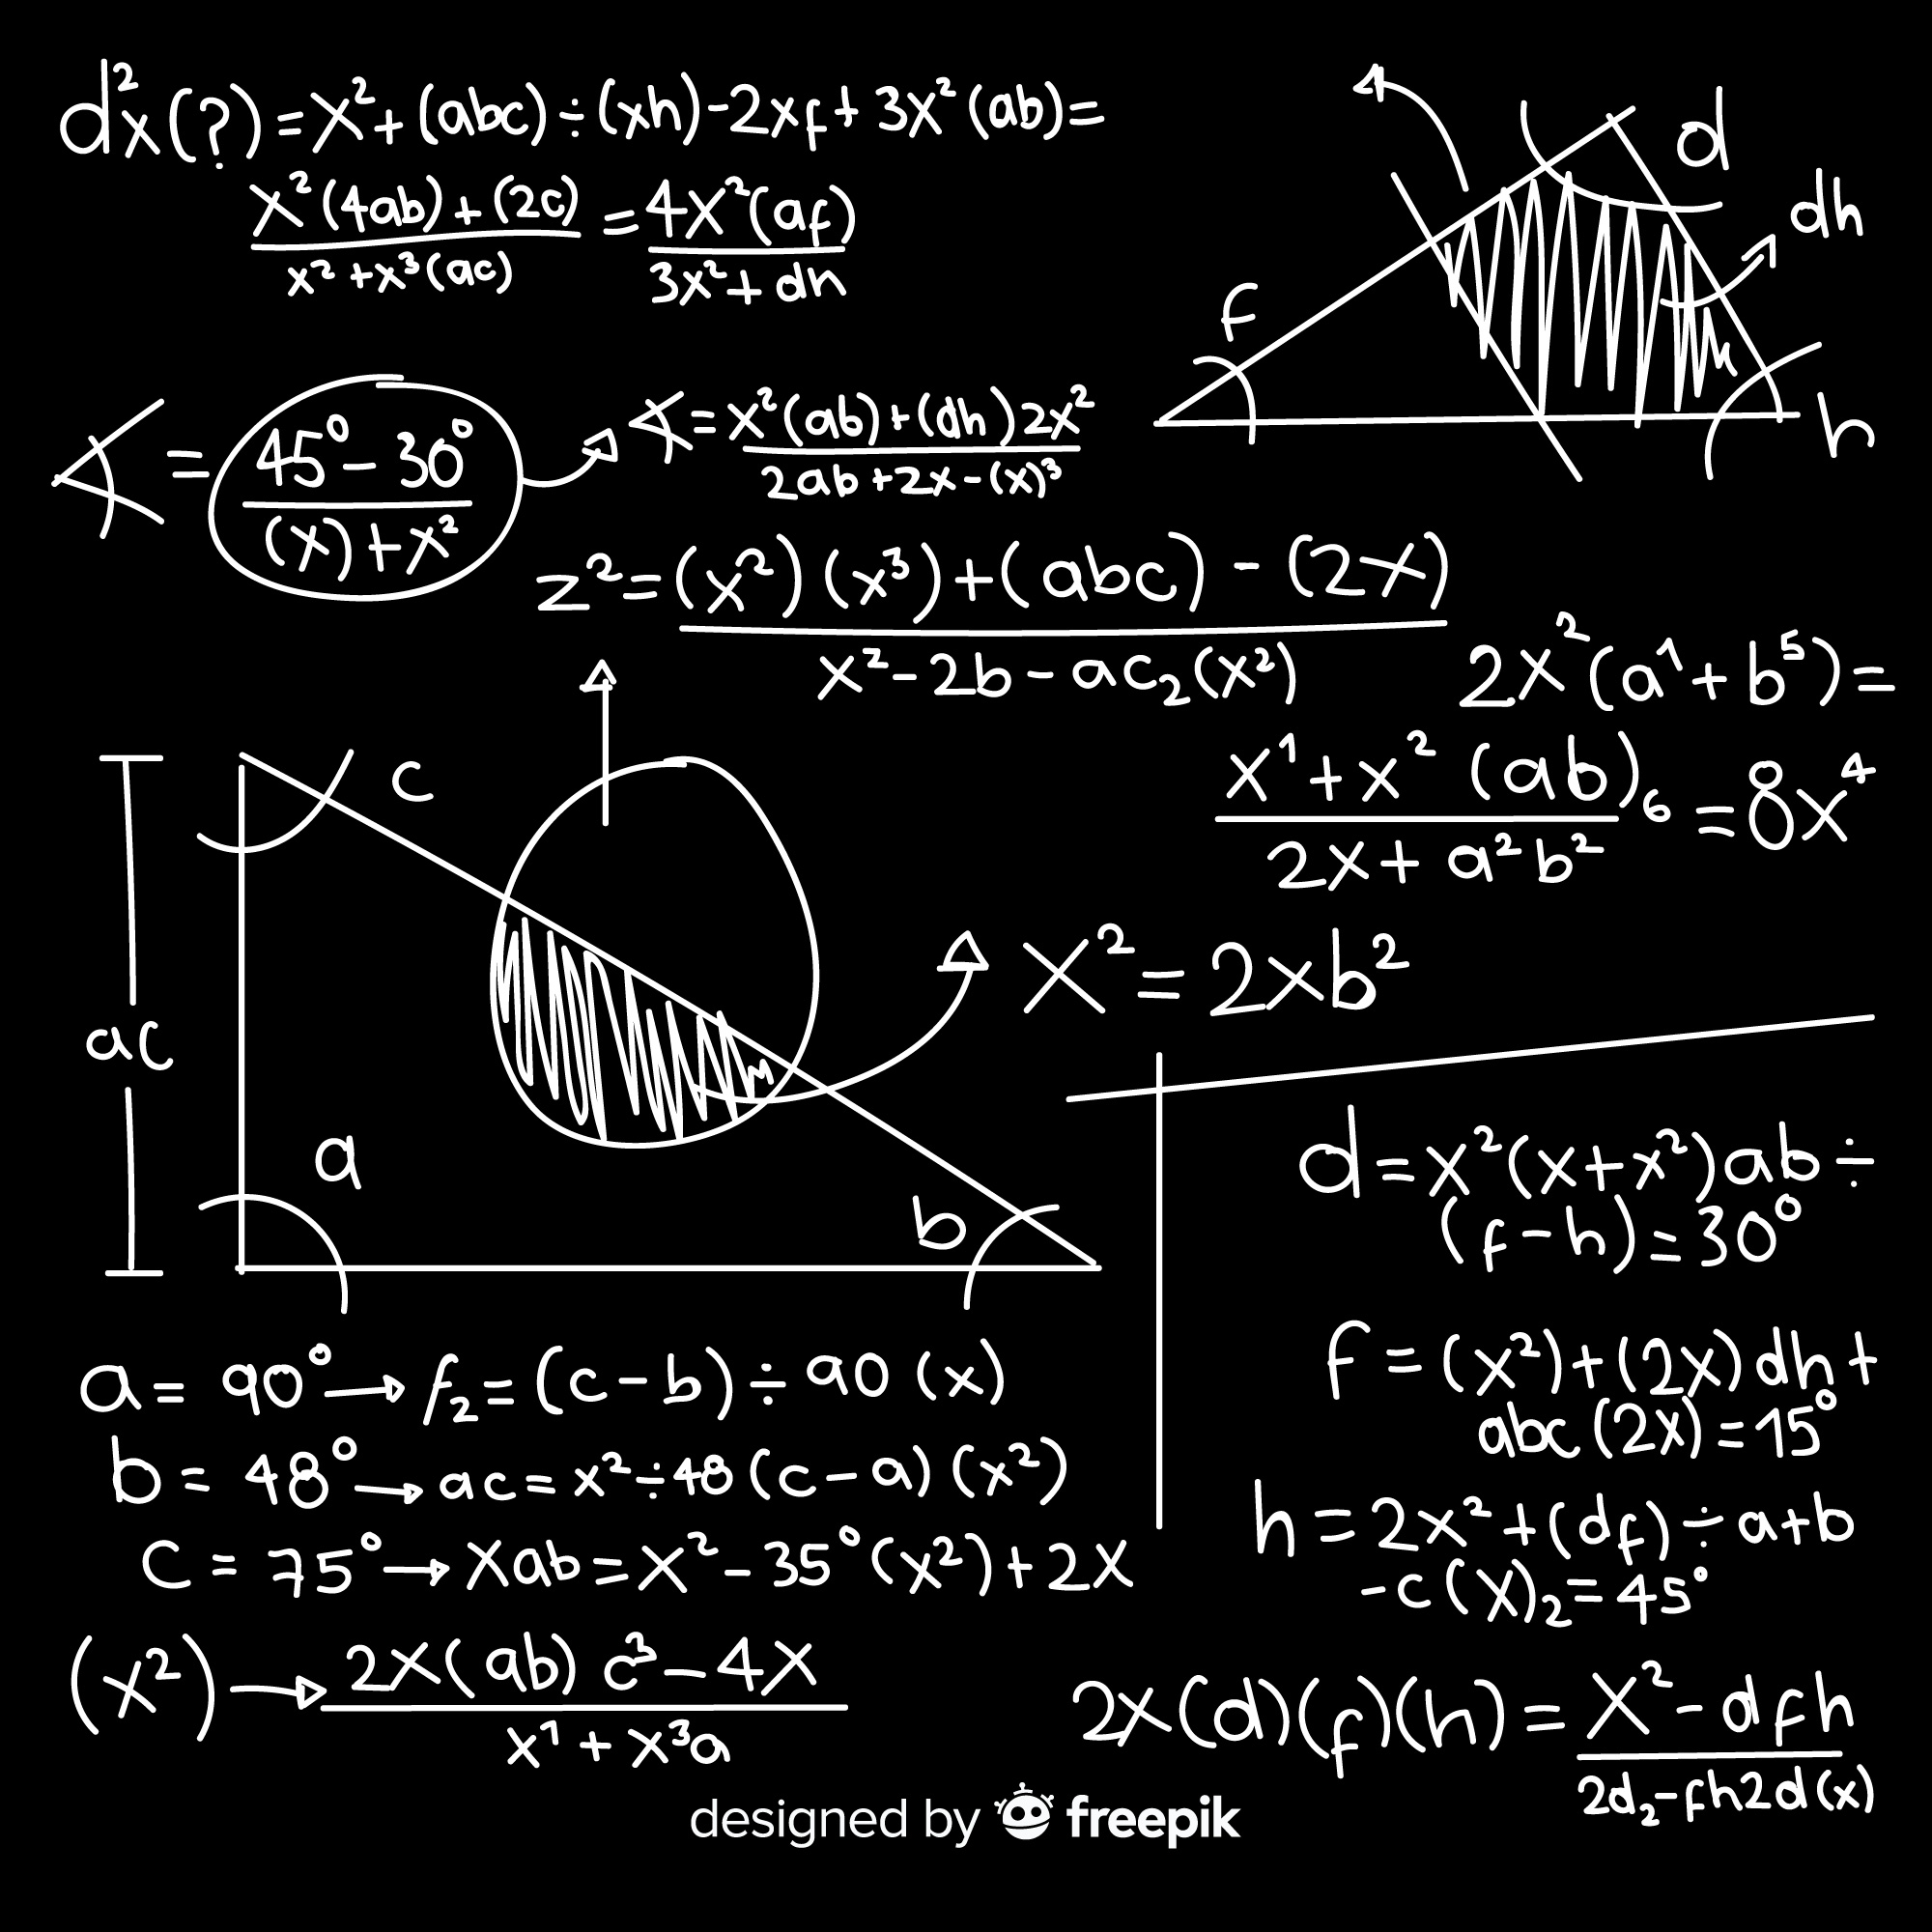 d²x(?)=x²+(abc)÷(xh)-2xf+3x²(ab)=
x²(4ab)+(2c) = 4x²(af)
x²+x³(ac) 3x²+dh
d
dh
f
h
= 45°-30°
(x)+x²
= x²(ab)+(dh)2x²
2ab+2x-(x)³
z²=(x²)(x³)+(abc)-(2x)
x²-2b-ac₂(x²)
2x²(a¹+b⁵)=
x¹+x²(ab)₆ =8x⁴
2x+a²b²
c
ac
a
b
x²=2xb²
d=x²(x+x²)ab÷
(f-h)=30°
f=(x²)+(2x)dh+
abc(2x)=15°
h=2x²+(df)÷a+b
-c(x)₂=45°
a=90°→f₂=(c-b)÷90(x)
b=48°→ac=x²÷48(c-a)(x²)
c=75°→xab=x²-35°(x²)+2x
(x²)→2x(ab)c³-4x
x¹+x³a
2x(d)(f)(h)=x²-dfh
2d₂-fh2d(x)
designed by freepik